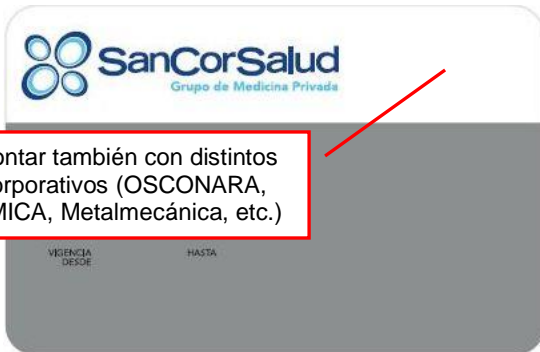 SanCorSalud
Grupo de Medicina Privada
ontar también con distintos
orporativos (OSCONARA,
MICA, Metalmecánica, etc.)
VIGENCIA HASTA
DESDE